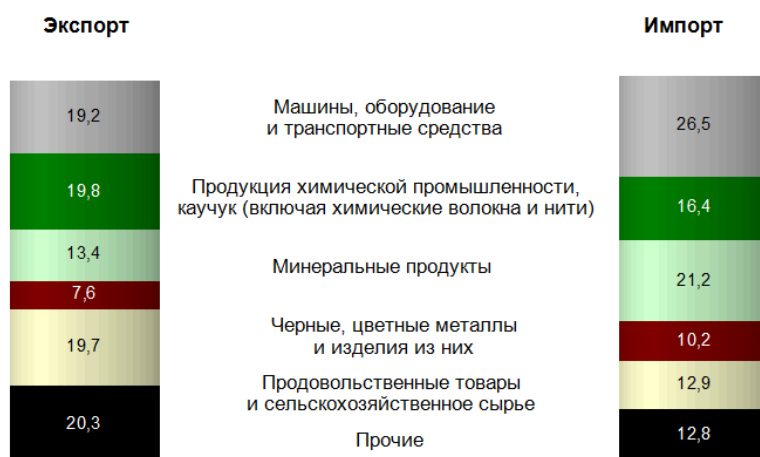 Экспорт
Импорт
19,2
Машины, оборудование
и транспортные средства
26,5
19,8
Продукция химической промышленности,
каучук (включая химические волокна и нити)
16,4
13,4
Минеральные продукты
21,2
7,6
Черные, цветные металлы
и изделия из них
10,2
19,7
Продовольственные товары
и сельскохозяйственное сырье
12,9
20,3
Прочие
12,8